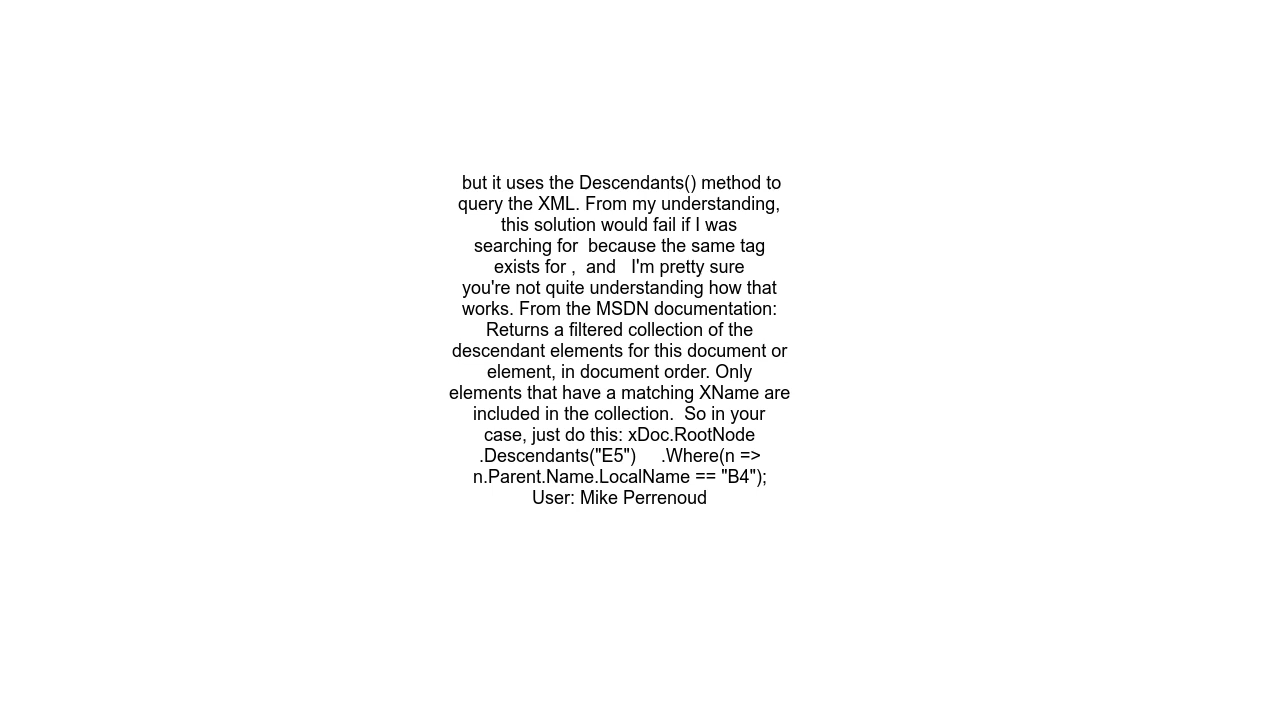 but it uses the Descendants() method to
query the XML. From my understanding,
this solution would fail if I was
searching for  because the same tag
exists for ,  and   I'm pretty sure
you're not quite understanding how that
works. From the MSDN documentation:
Returns a filtered collection of the
descendant elements for this document or
element, in document order. Only
elements that have a matching XName are
included in the collection.  So in your
case, just do this: xDoc.RootNode
.Descendants("E5")     .Where(n =>
n.Parent.Name.LocalName == "B4");
User: Mike Perrenoud